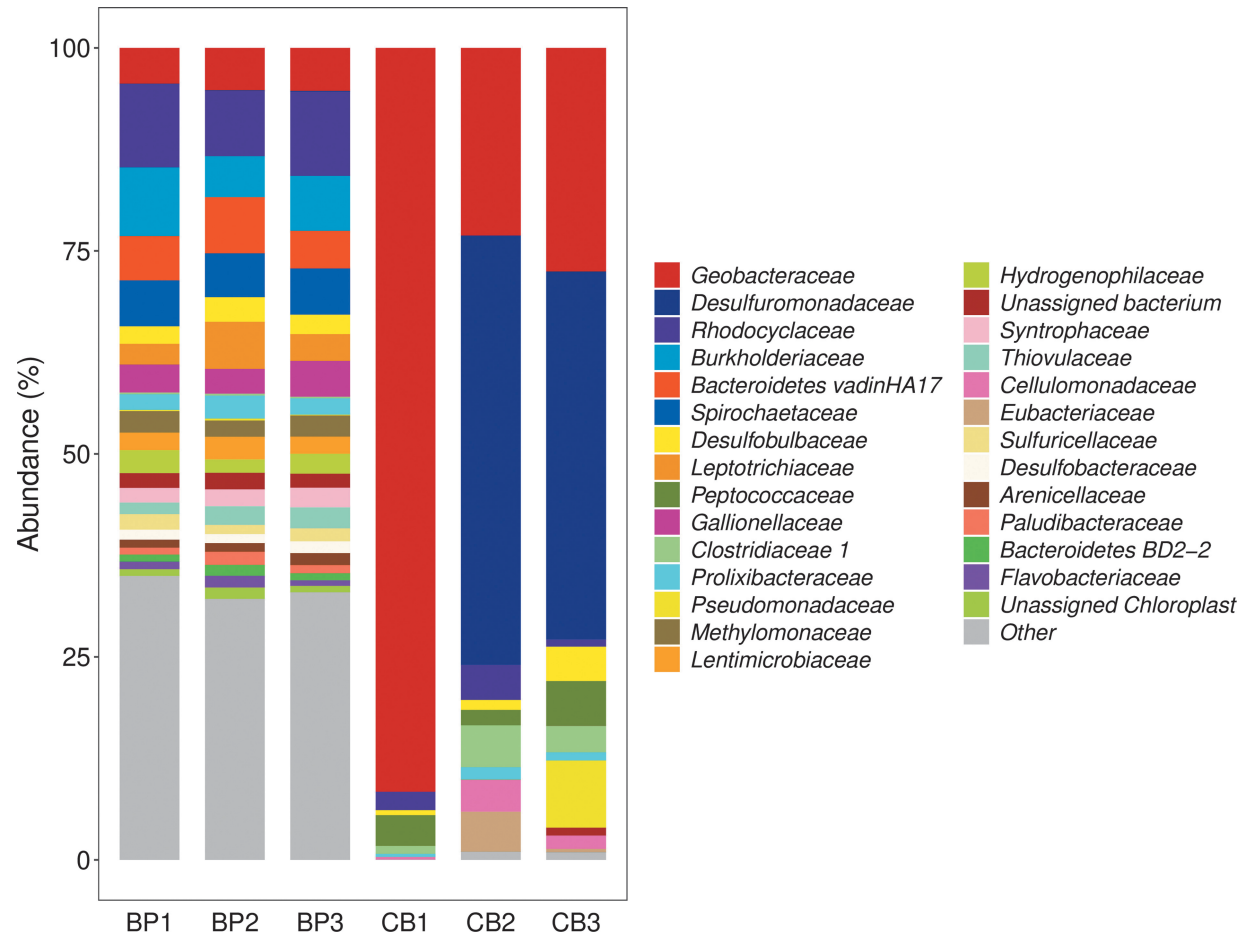 100
75
50
25
0
Abundance (%)
BP1 BP2 BP3 CB1 CB2 CB3
Geobacteraceae
Desulfuromonadaceae
Rhodocyclaceae
Burkholderiaceae
Bacteroidetes vadinHA17
Spirochaetaceae
Desulfobulbaceae
Leptotrichiaceae
Peptococcaceae
Gallionellaceae
Clostridiaceae 1
Prolixibacteraceae
Pseudomonadaceae
Methylomonaceae
Lentimicrobiaceae
Hydrogenophilaceae
Unassigned bacterium
Syntrophaceae
Thiovulaceae
Cellulomonadaceae
Eubacteriaceae
Sulfuricellaceae
Desulfobacteraceae
Arenicellaceae
Paludibacteraceae
Bacteroidetes BD2−2
Flavobacteriaceae
Unassigned Chloroplast
Other